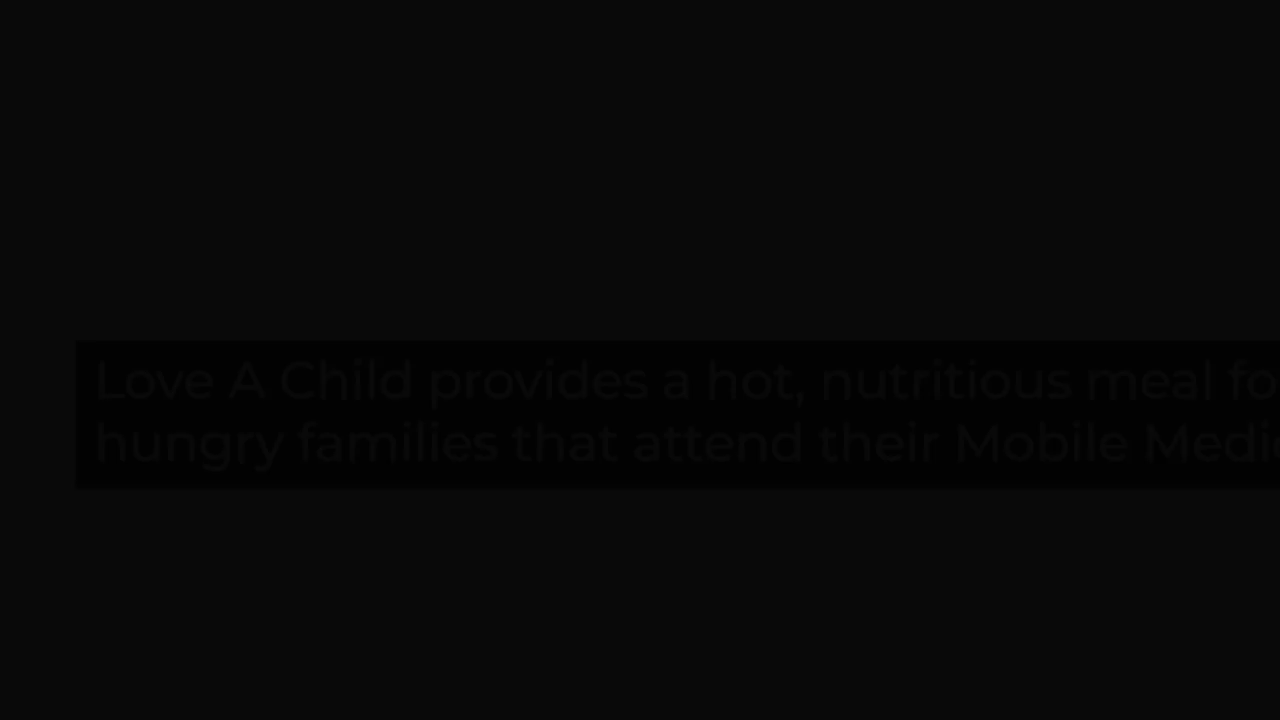 Love A Child provides a hot, nutritious meal fo
hungry families that attend their Mobile Medi